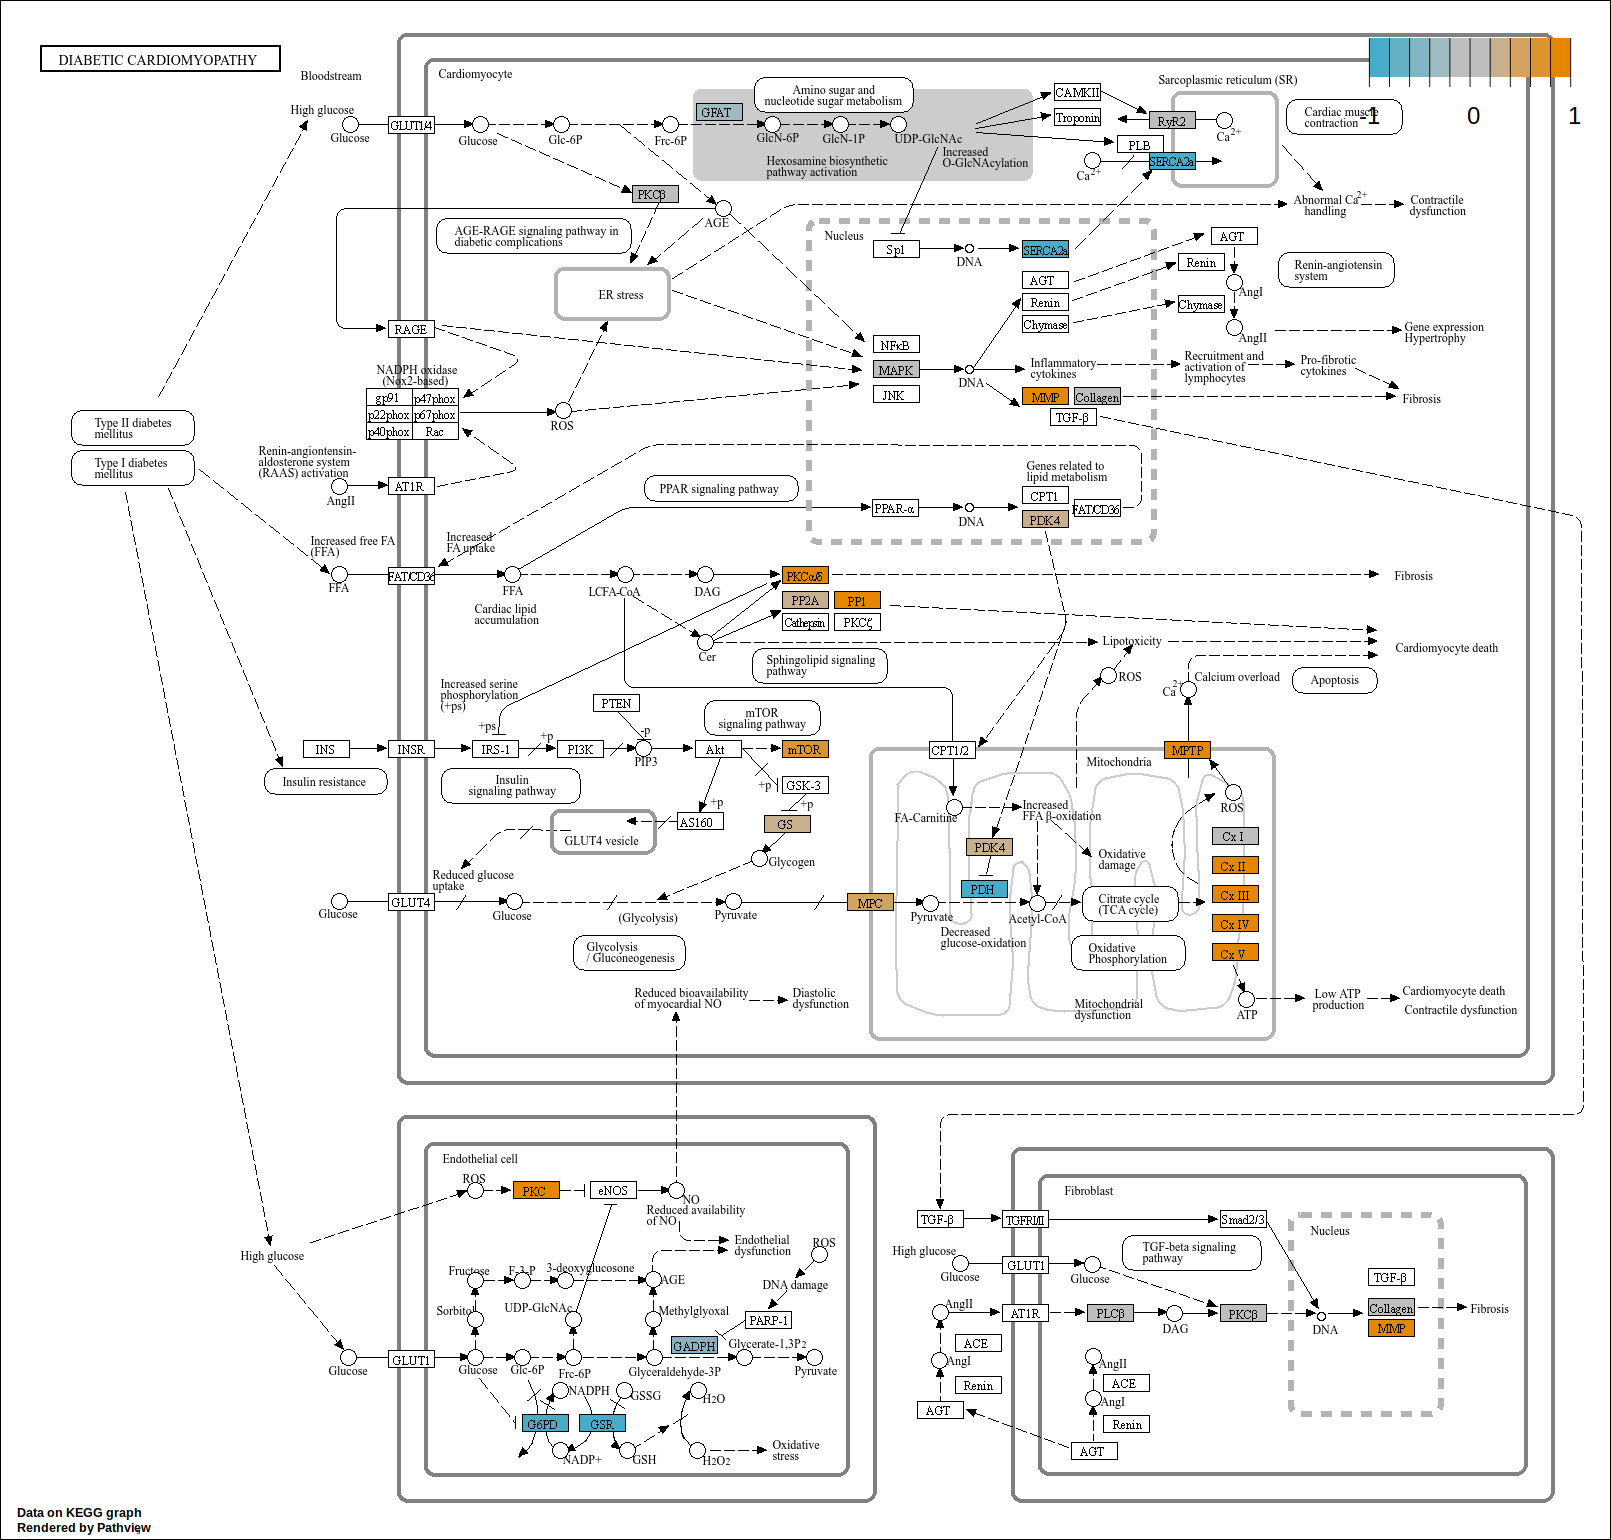 DIABETIC CARDIOMYOPATHY
Bloodstream
Cardiomyocyte
Sarcoplasmic reticulum (SR)
-1
0
1
High glucose
Glucose
GLUT1/4
Glucose
Glc-6P
Frc-6P
GFAT
Amino sugar and
nucleotide sugar metabolism
GlcN-6P
GlcN-1P
UDP-GlcNAc
Increased
O-GlcNAcylation
Hexosamine biosynthetic
pathway activation
CAMKII
Troponin
PLB
RyR2
SERCA2a
Ca2+
Ca2+
Cardiac muscle
contraction
Abnormal Ca2+
handling
Contractile
dysfunction
PKCβ
AGE
AGE-RAGE signaling pathway in
diabetic complications
ER stress
Nucleus
Sp1
DNA
SERCA2a
AGT
Renin
Chymase
AGT
Renin
Chymase
AngI
AngII
Renin-angiotensin
system
Gene expression
Hypertrophy
RAGE
NFκB
MAPK
JNK
DNA
Inflammatory
cytokines
Recruitment and
activation of
lymphocytes
Pro-fibrotic
cytokines
MMP
Collagen
TGF-β
Fibrosis
NADPH oxidase
(Nox2-based)
gp91
p47phox
p22phox
p67phox
p40phox
Rac
ROS
Type II diabetes
mellitus
Type I diabetes
mellitus
Renin-angiotensin-
aldosterone system
(RAAS) activation
AngII
AT1R
PPAR signaling pathway
PPAR-α
DNA
Genes related to
lipid metabolism
CPT1
FAT/CD36
PDK4
Increased free FA
(FFA)
FFA
FAT/CD36
Increased
FA uptake
FFA
Cardiac lipid
accumulation
LCFA-CoA
DAG
PKCα/δ
Fibrosis
PP2A
PP1
Cathepsin
PKCζ
Cer
Sphingolipid signaling
pathway
Lipotoxicity
ROS
Cardiomyocyte death
Ca2+
Calcium overload
Apoptosis
Increased serine
phosphorylation
(+ps)
+ps
INS
INSR
IRS-1
+p
PI3K
PTEN
-p
PIP3
Akt
mTOR
signaling pathway
mTOR
+p
GSK-3
+p
GS
+p
AS160
Insulin resistance
Insulin
signaling pathway
GLUT4 vesicle
Glycogen
Reduced glucose
uptake
Glucose
GLUT4
Glucose
(Glycolysis)
Pyruvate
Glycolysis
/ Gluconeogenesis
MPC
CPT1/2
MPTP
Mitochondria
FA-Carnitine
Increased
FFA β-oxidation
PDK4
PDH
Oxidative
damage
Pyruvate
Acetyl-CoA
Decreased
glucose-oxidation
Citrate cycle
(TCA cycle)
Oxidative
Phosphorylation
Mitochondrial
dysfunction
ROS
Cx I
Cx II
Cx III
Cx IV
Cx V
ATP
Low ATP
production
Cardiomyocyte death
Contractile dysfunction
Reduced bioavailability
of myocardial NO
Diastolic
dysfunction
Endothelial cell
ROS
PKC
eNOS
NO
Reduced availability
of NO
Endothelial
dysfunction
ROS
DNA damage
PARP-1
High glucose
Fructose
F-3-P
3-deoxyglucosone
AGE
Sorbitol
UDP-GlcNAc
Methylglyoxal
GADPH
Glycerate-1,3P2
Glucose
GLUT1
Glucose
Glc-6P
Frc-6P
Glyceraldehyde-3P
Pyruvate
NADPH
GSSG
H2O
G6PD
GSR
NADP+
GSH
H2O2
Oxidative
stress
Fibroblast
TGF-β
TGFRI/II
Smad2/3
Nucleus
High glucose
Glucose
GLUT1
Glucose
TGF-beta signaling
pathway
AngII
AT1R
PLCβ
DAG
PKCβ
DNA
TGF-β
Collagen
MMP
Fibrosis
ACE
AngI
Renin
AGT
AngII
ACE
AngI
Renin
AGT
Data on KEGG graph
Rendered by Pathview